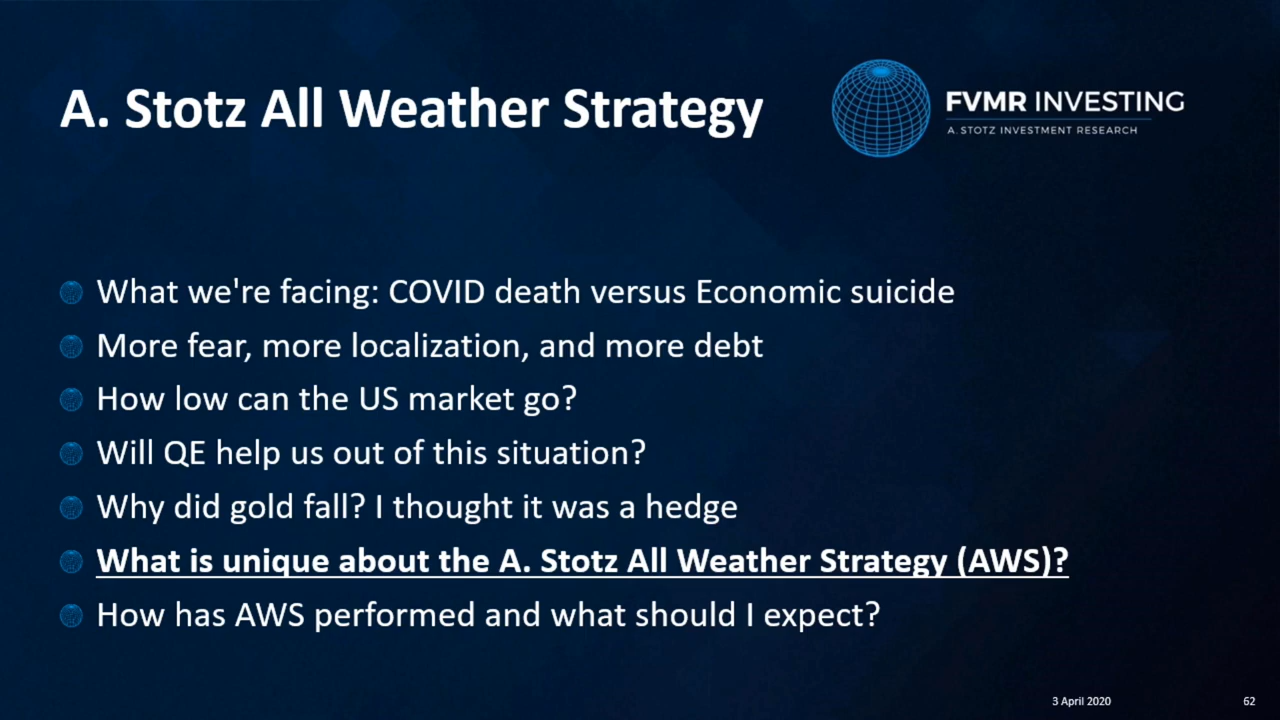 A. Stotz All Weather Strategy
FVMR INVESTING
A. STOTZ INVESTMENT RESEARCH
What we're facing: COVID death versus Economic suicide
More fear, more localization, and more debt
How low can the US market go?
Will QE help us out of this situation?
Why did gold fall? I thought it was a hedge
What is unique about the A. Stotz All Weather Strategy (AWS)?
How has AWS performed and what should I expect?
3 April 2020
62